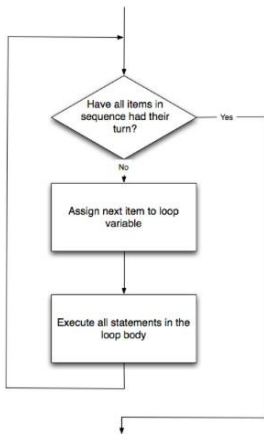 Have all items in
sequence had their
turn?
Yes
No
Assign next item to loop
variable
Execute all statements in the
loop body